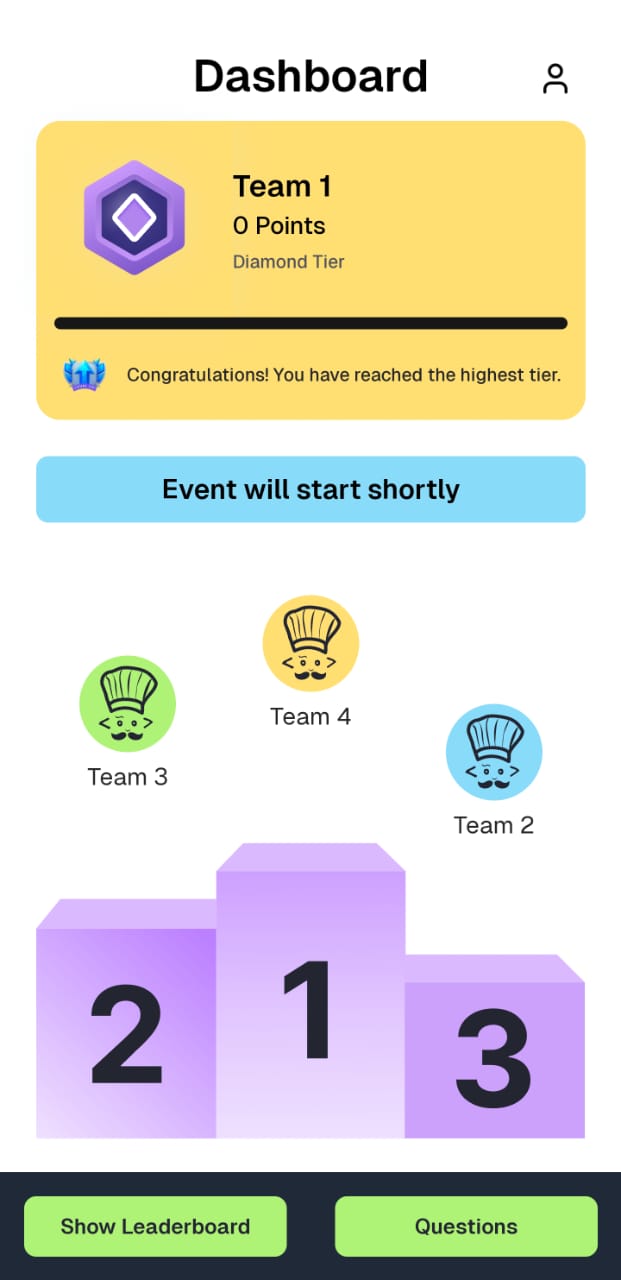 Dashboard
Team 1
0 Points
Diamond Tier
Congratulations! You have reached the highest tier.
Event will start shortly
Team 4
Team 3
Team 2
2
1
3
Show Leaderboard
Questions